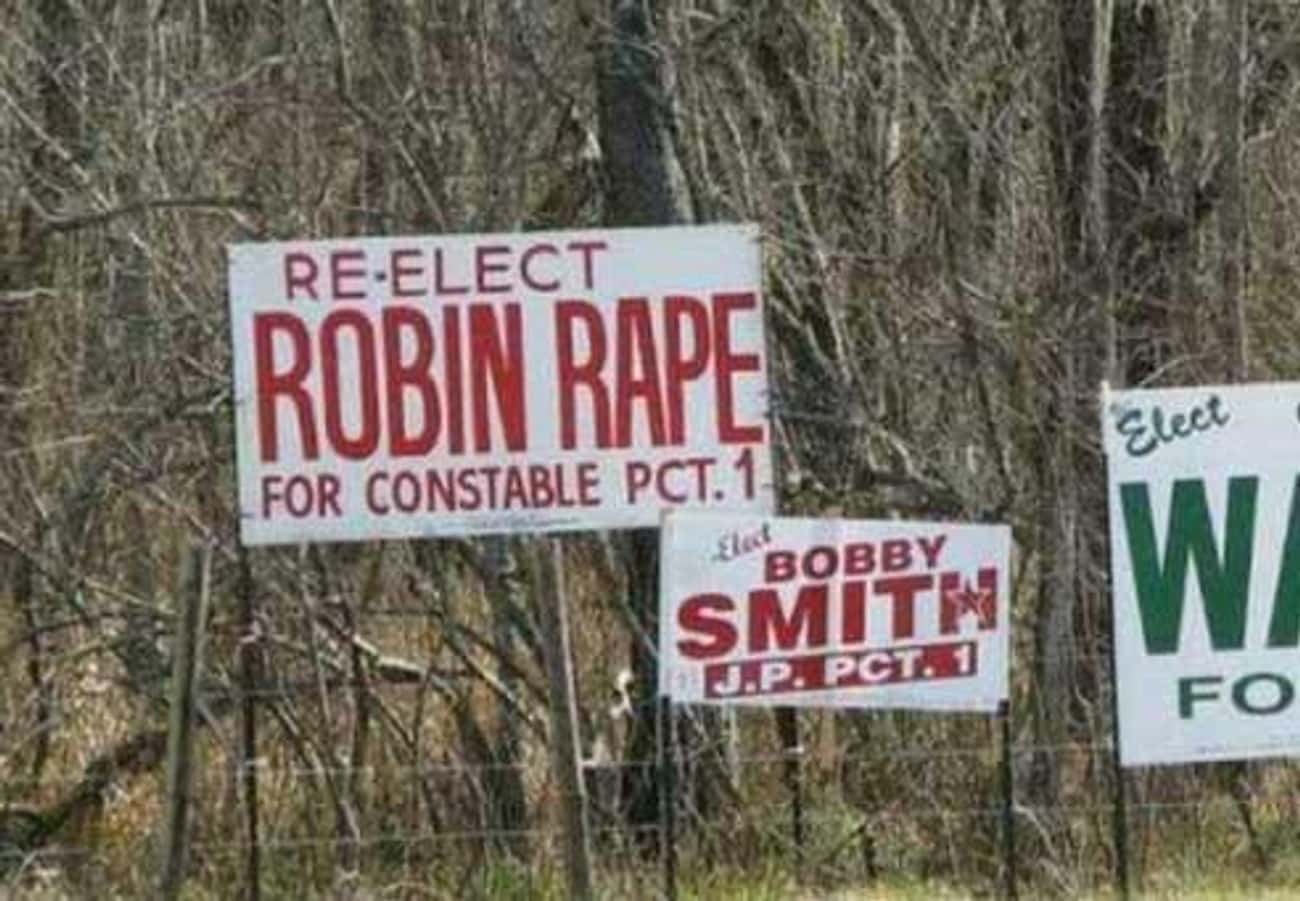 RE-ELECT
ROBIN RAPE
FOR CONSTABLE PCT. 1
Elect
BOBBY
SMITH
J.P. PCT. 1
Elect
WA
FO